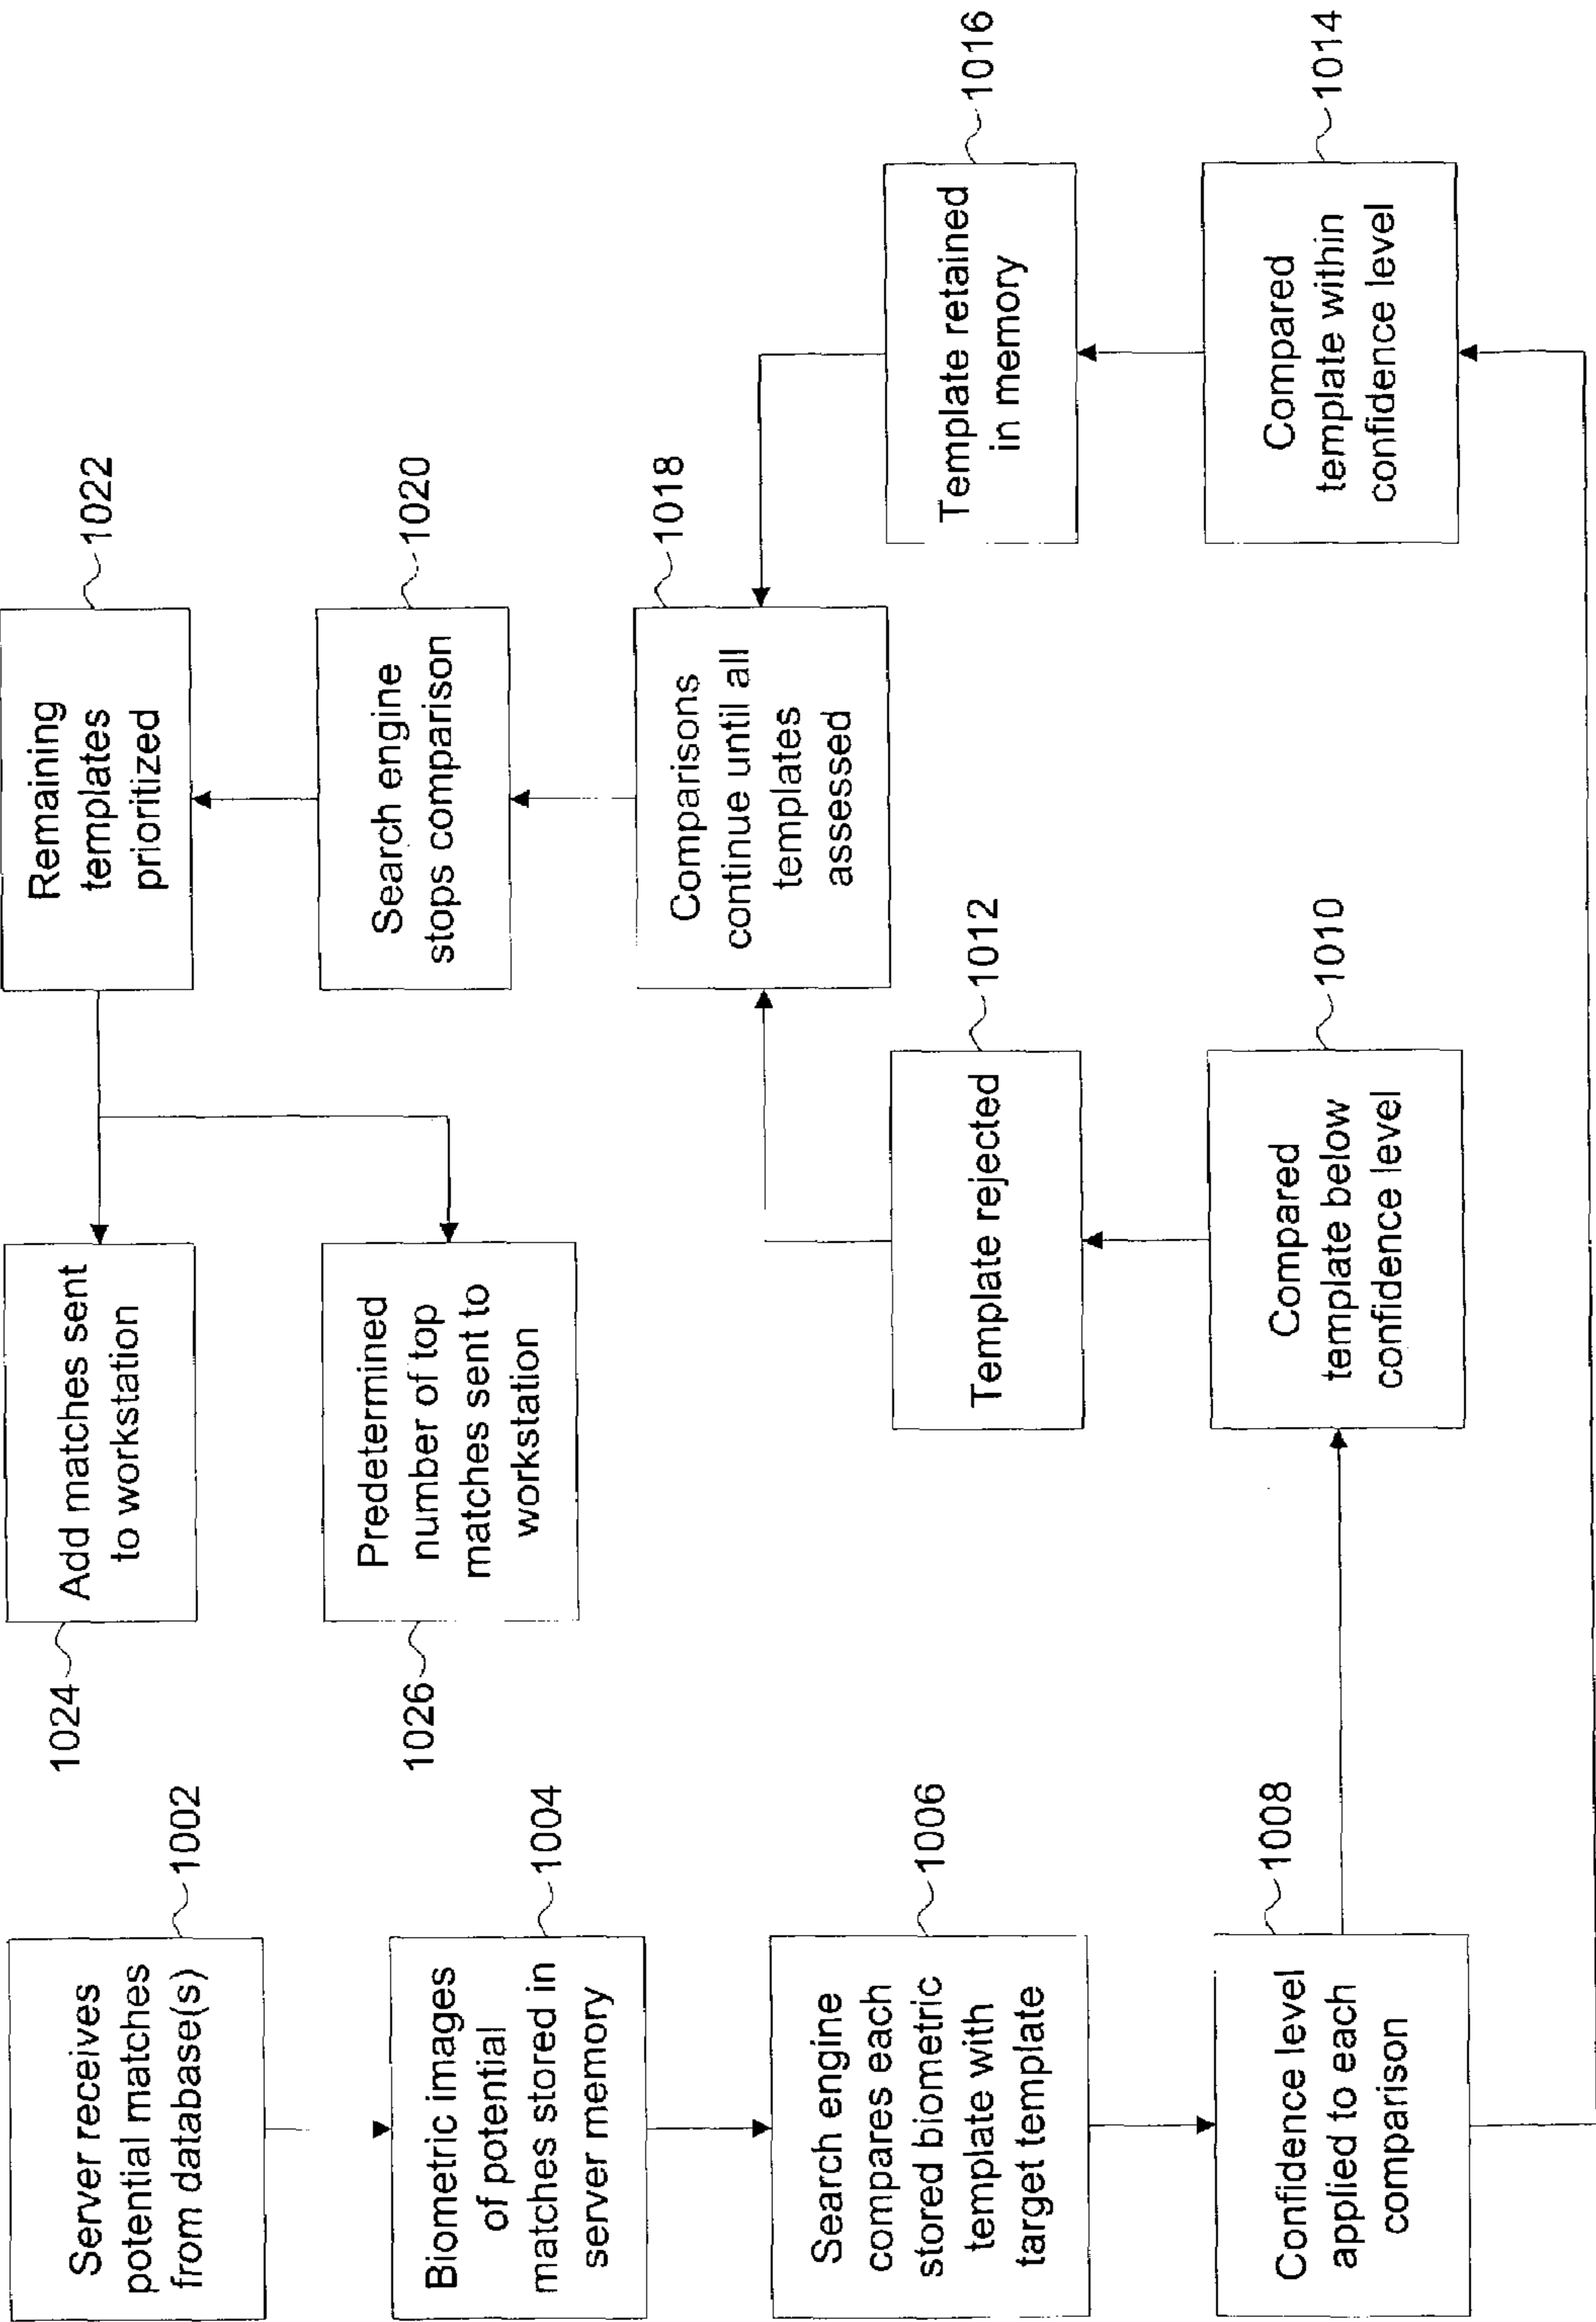 Server receives
potential matches
from database(s)
1002
Biometric images
of potential
matches stored in
server memory
1004
Search engine
compares each
stored biometric
template with
target template
1006
Confidence level
applied to each
comparison
1008
Compared
template below
confidence level
1010
Template rejected
1012
Compared
template within
confidence level
1014
Template retained
in memory
1016
Comparisons
continue until all
templates
assessed
1018
Search engine
stops comparison
1020
Remaining
templates
prioritized
1022
1024
Add matches sent
to workstation
1026
Predetermined
number of top
matches sent to
workstation